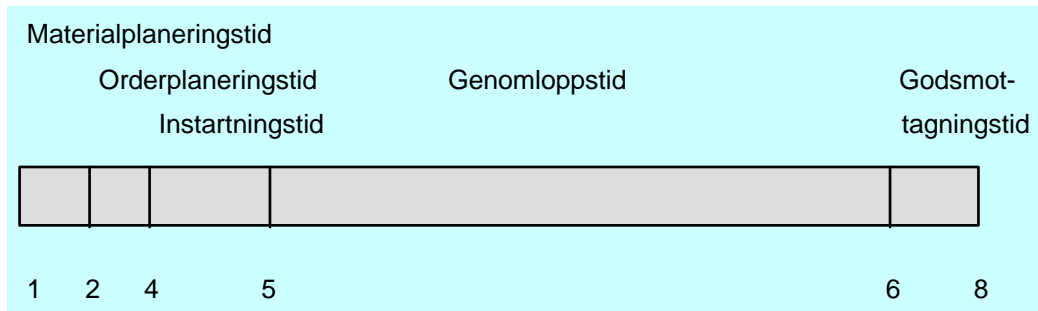 Materialplaneringstid
Orderplaneringstid Genomloppstid Godsmot-
Instartningstid tagningstid
1 2 4 5 6 8